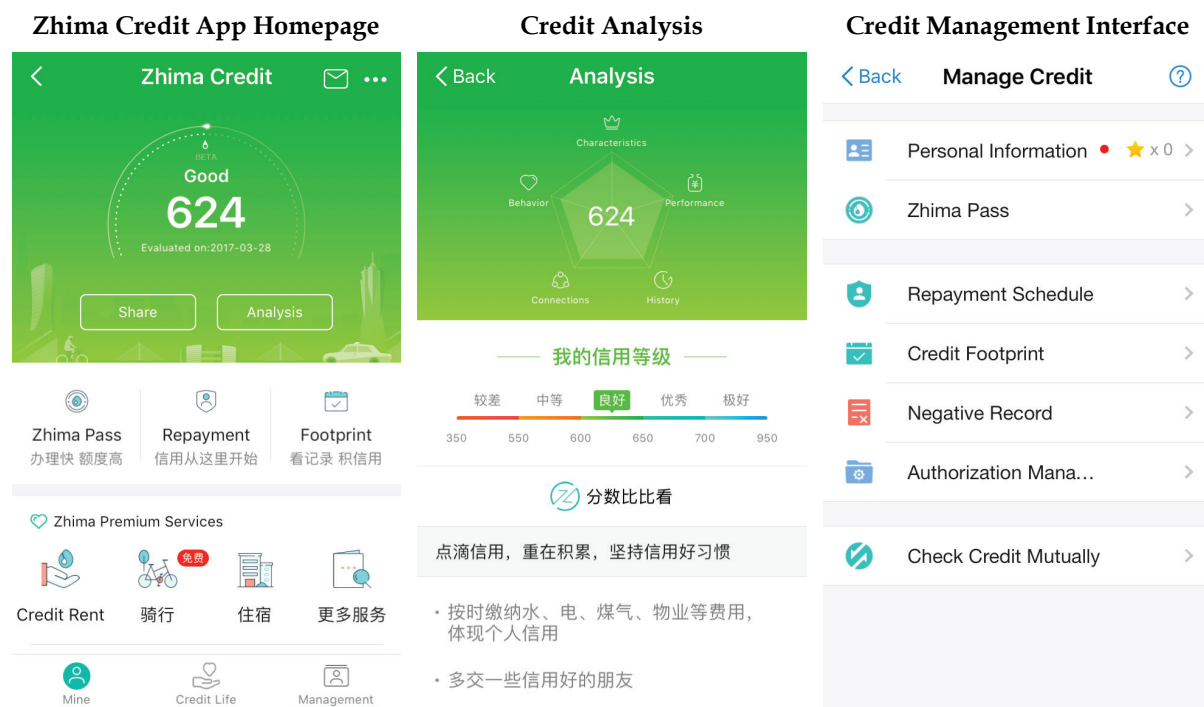 Zhima Credit App Homepage
Zhima Credit
BETA
Good
624
Evaluated on:2017-03-28
Share
Analysis
Zhima Pass
办理快 额度高
Repayment
信用从这里开始
Footprint
看记录 积信用
Zhima Premium Services
免费
Credit Rent
骑行
住宿
更多服务
Mine
Credit Life
Management
Credit Analysis
Back
Analysis
Characteristics
Behavior
Performance
624
Connections
History
我的信用等级
较差 中等 良好 优秀 极好
350 550 600 650 700 950
分数比比看
点滴信用，重在积累，坚持信用好习惯
· 按时缴纳水、电、煤气、物业等费用，
体现个人信用
· 多交一些信用好的朋友
Credit Management Interface
Back
Manage Credit
?
Personal Information
x 0
Zhima Pass
Repayment Schedule
Credit Footprint
Negative Record
Authorization Mana...
Check Credit Mutually